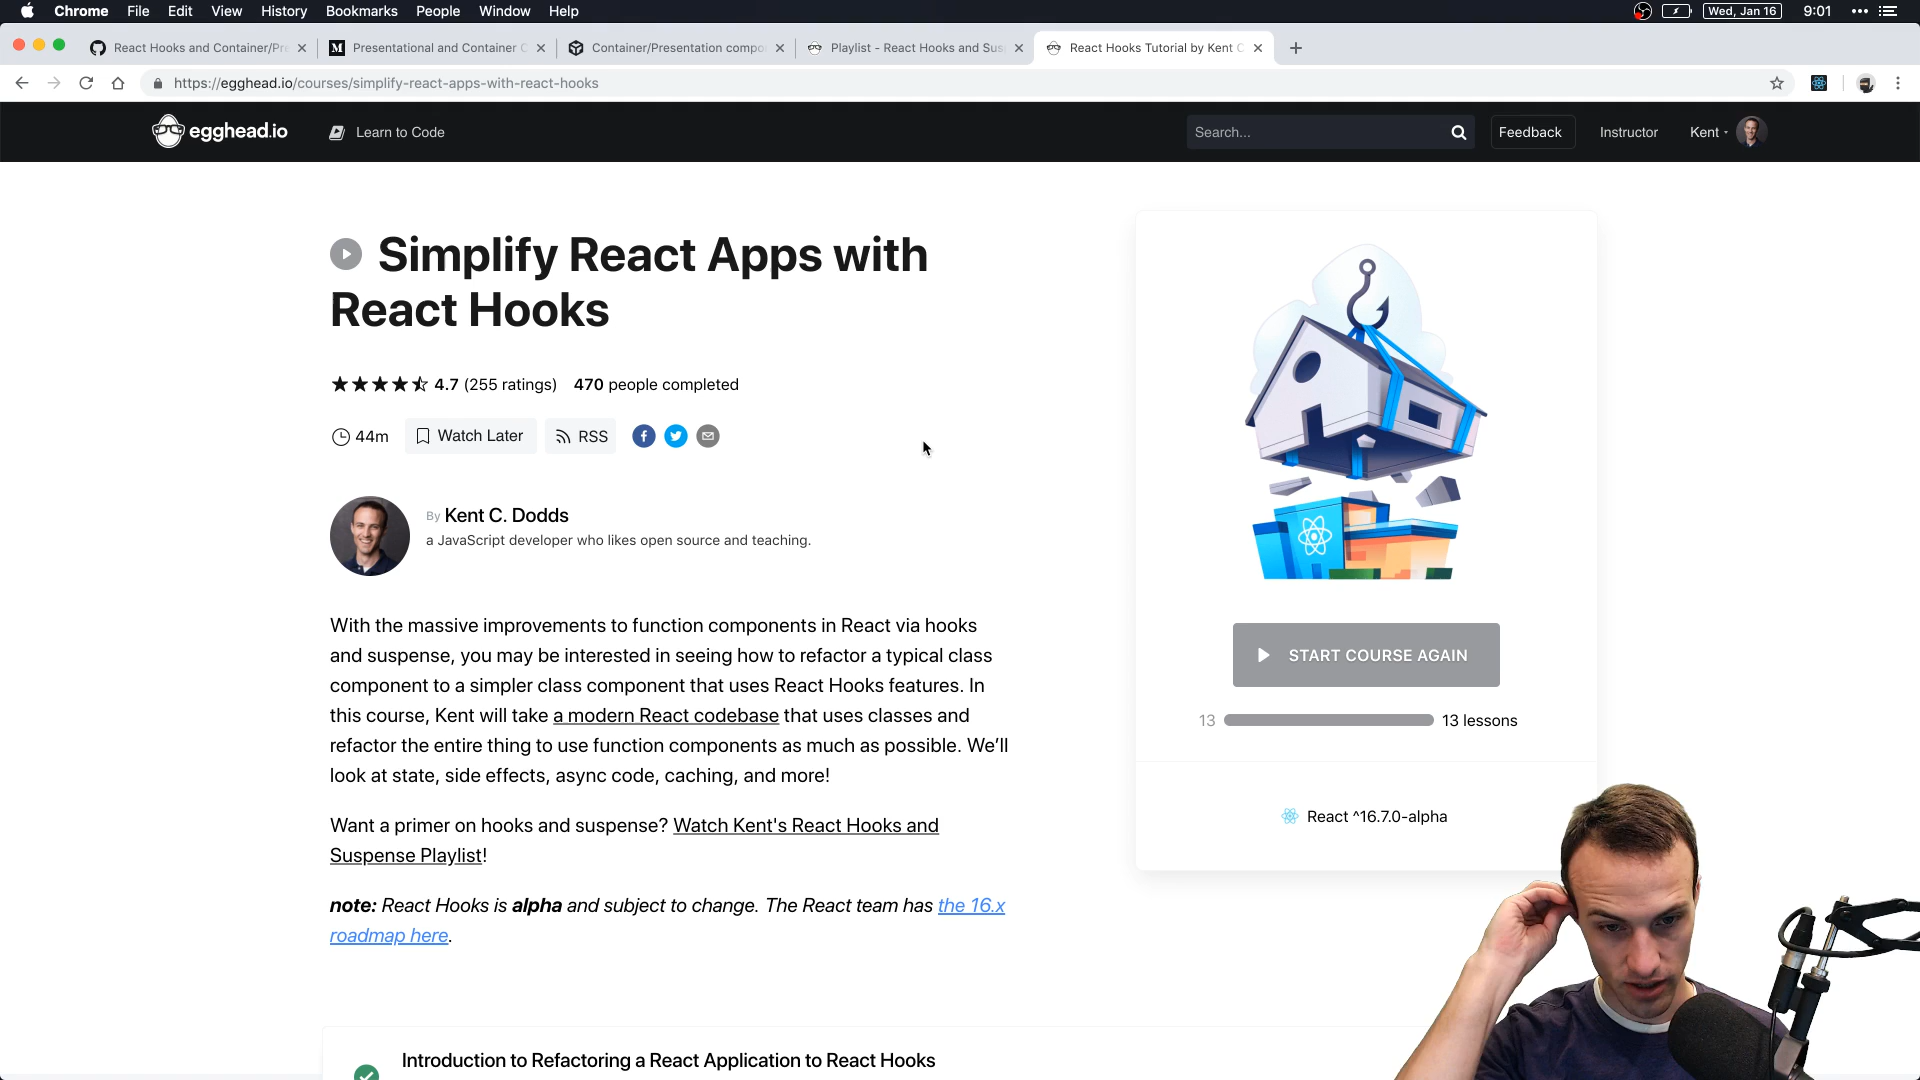 Chrome File Edit View History Bookmarks People Window Help
Wed, Jan 16 9:01
React Hooks and Container/Pre
Presentational and Container C
Container/Presentation compo
Playlist - React Hooks and Sus
React Hooks Tutorial by Kent C
https://egghead.io/courses/simplify-react-apps-with-react-hooks
egghead.io
Learn to Code
Search...
Feedback
Instructor
Kent
Simplify React Apps with
React Hooks
4.7 (255 ratings) 470 people completed
44m
Watch Later
RSS
By Kent C. Dodds
a JavaScript developer who likes open source and teaching.
With the massive improvements to function components in React via hooks
and suspense, you may be interested in seeing how to refactor a typical class
component to a simpler class component that uses React Hooks features. In
this course, Kent will take a modern React codebase that uses classes and
refactor the entire thing to use function components as much as possible. We'll
look at state, side effects, async code, caching, and more!
Want a primer on hooks and suspense? Watch Kent's React Hooks and
Suspense Playlist!
note: React Hooks is alpha and subject to change. The React team has the 16.x
roadmap here.
START COURSE AGAIN
13 13 lessons
React ^16.7.0-alpha
Introduction to Refactoring a React Application to React Hooks